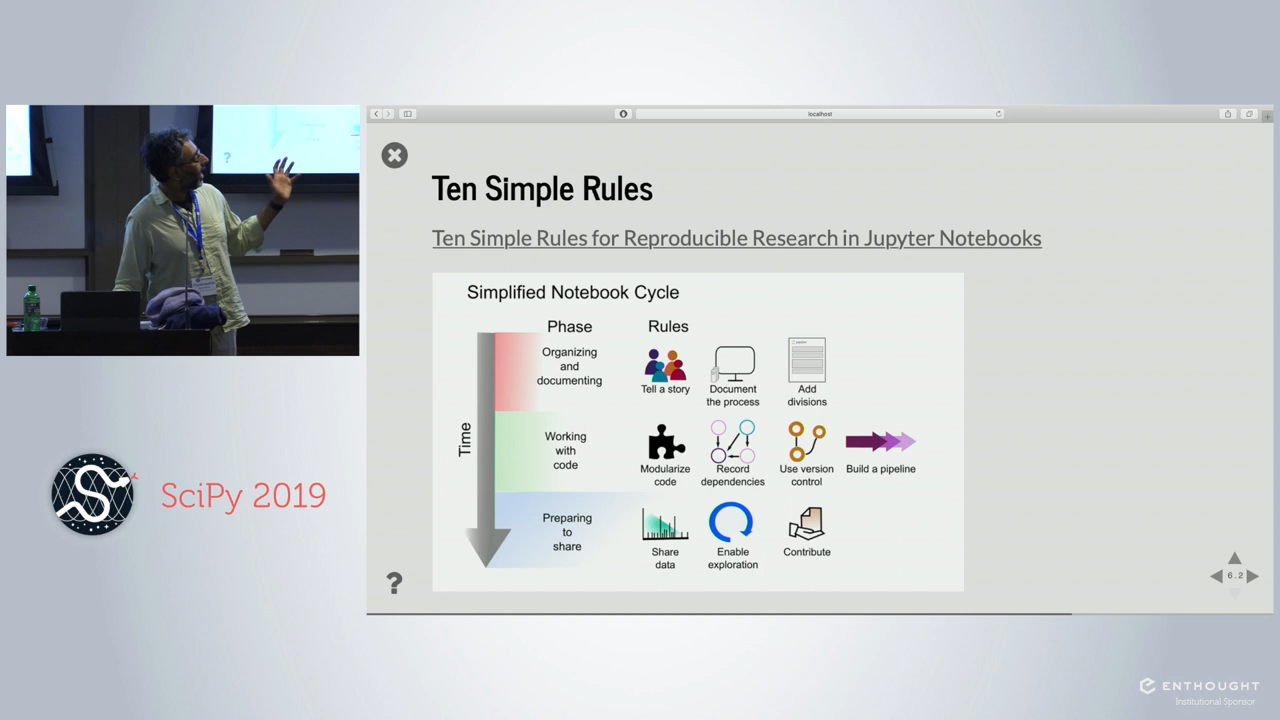 localhost
Ten Simple Rules
Ten Simple Rules for Reproducible Research in Jupyter Notebooks
Simplified Notebook Cycle
Phase
Rules
Time
Organizing
and
documenting
Tell a story
Document
the process
Add
divisions
Working
with
code
Modularize
code
Record
dependencies
Use version
control
Build a pipeline
Preparing
to
share
Share
data
Enable
exploration
Contribute
?
6.2
?
SciPy 2019
ENTHOUGHT
Institutional Sponsor